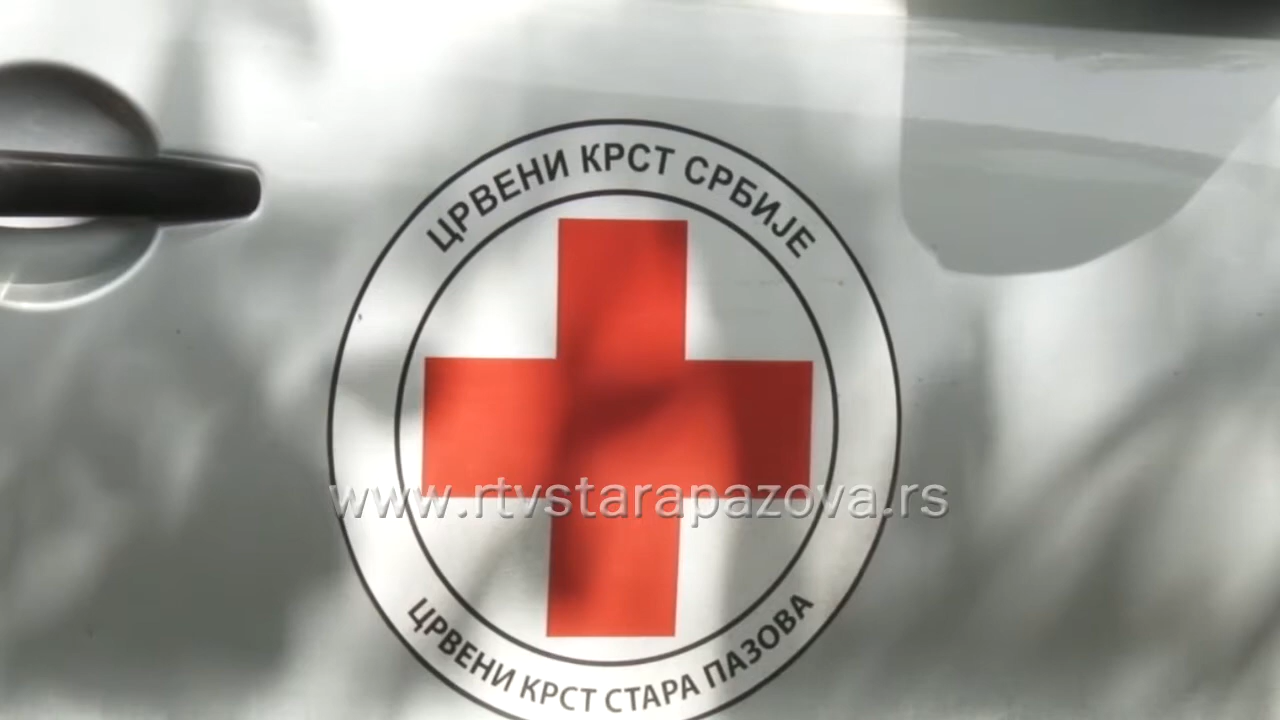 ЦРВЕНИ КРСТ СРБИЈЕ
www.rtvstarapazova.rs
ЦРВЕНИ КРСТ СТАРА ПАЗОВА